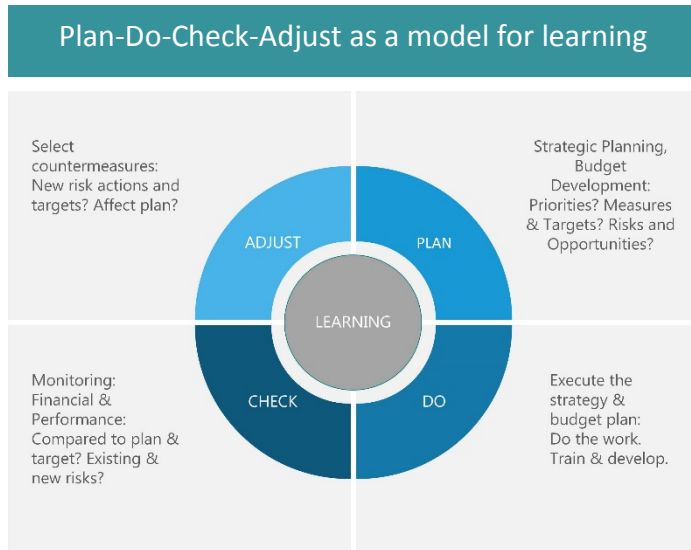 Plan-Do-Check-Adjust as a model for learning
Select
countermeasures:
New risk actions and
targets? Affect plan?
Strategic Planning,
Budget
Development:
Priorities? Measures
& Targets? Risks and
Opportunities?
ADJUST
PLAN
LEARNING
CHECK
DO
Monitoring:
Financial &
Performance:
Compared to plan &
target? Existing &
new risks?
Execute the
strategy &
budget plan:
Do the work.
Train & develop.